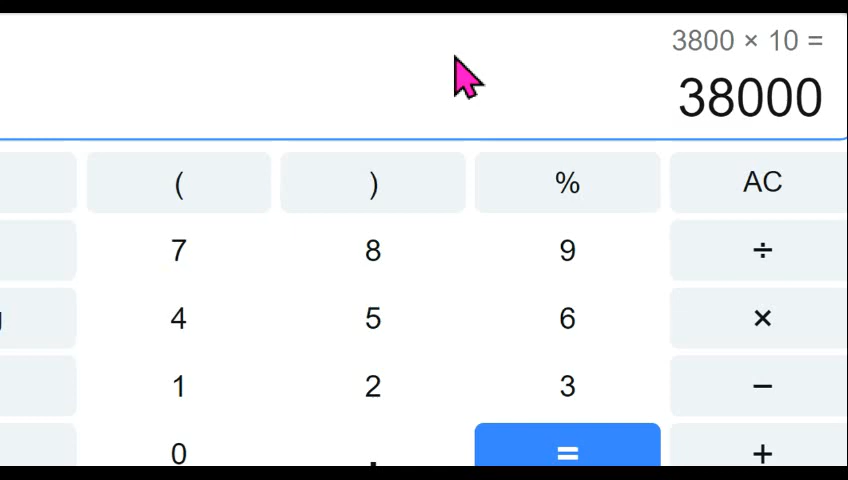 3800 × 10 =
38000
( ) % AC
7 8 9 ÷
4 5 6 ×
1 2 3 −
0 . = +